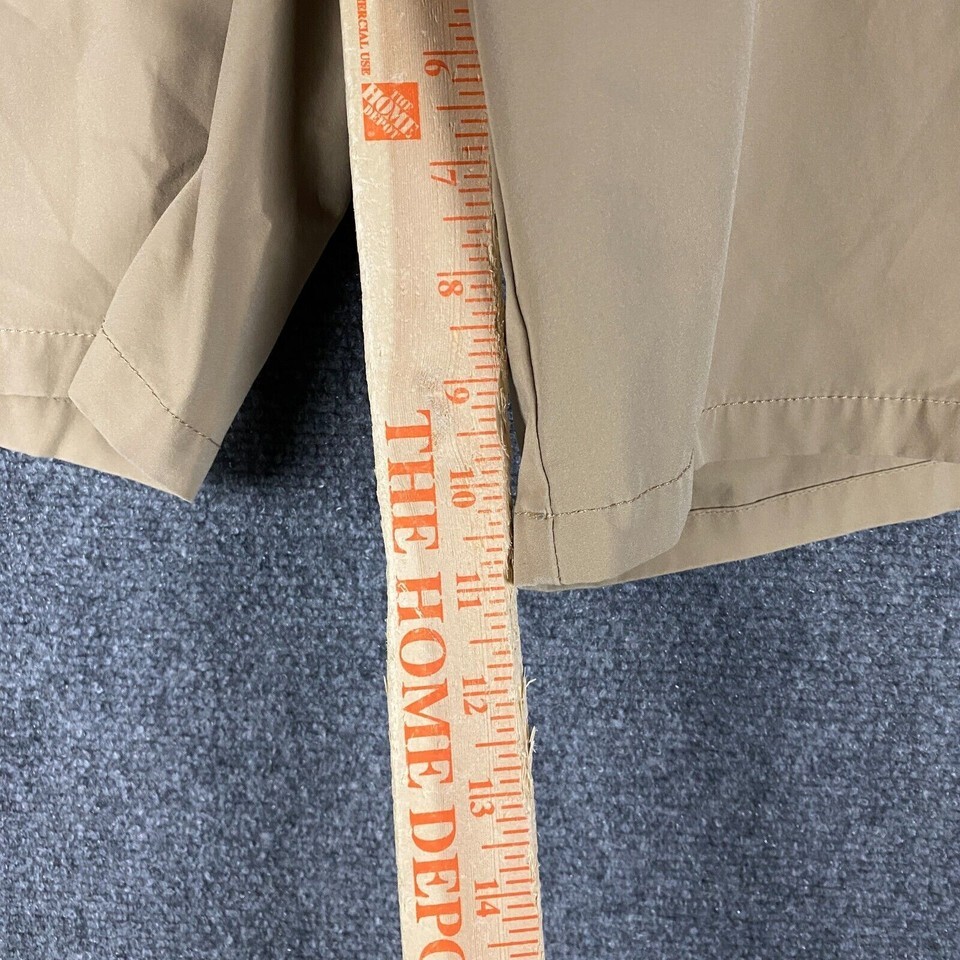 ERCIAL USE
THE
HOME
DEPOT
6
7
8
9
10
11
12
13
14
THE HOME DEPO